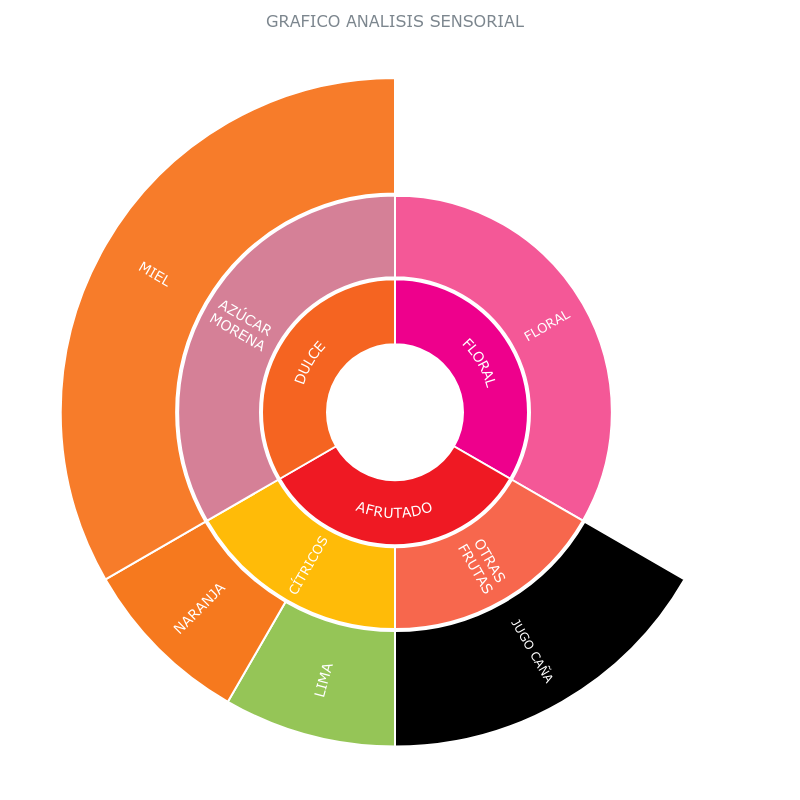 GRAFICO ANALISIS SENSORIAL
MIEL
AZÚCAR
MORENA
DULCE
FLORAL
FLORAL
AFRUTADO
CÍTRICOS
OTRAS
FRUTAS
NARANJA
LIMA
JUGO CAÑA